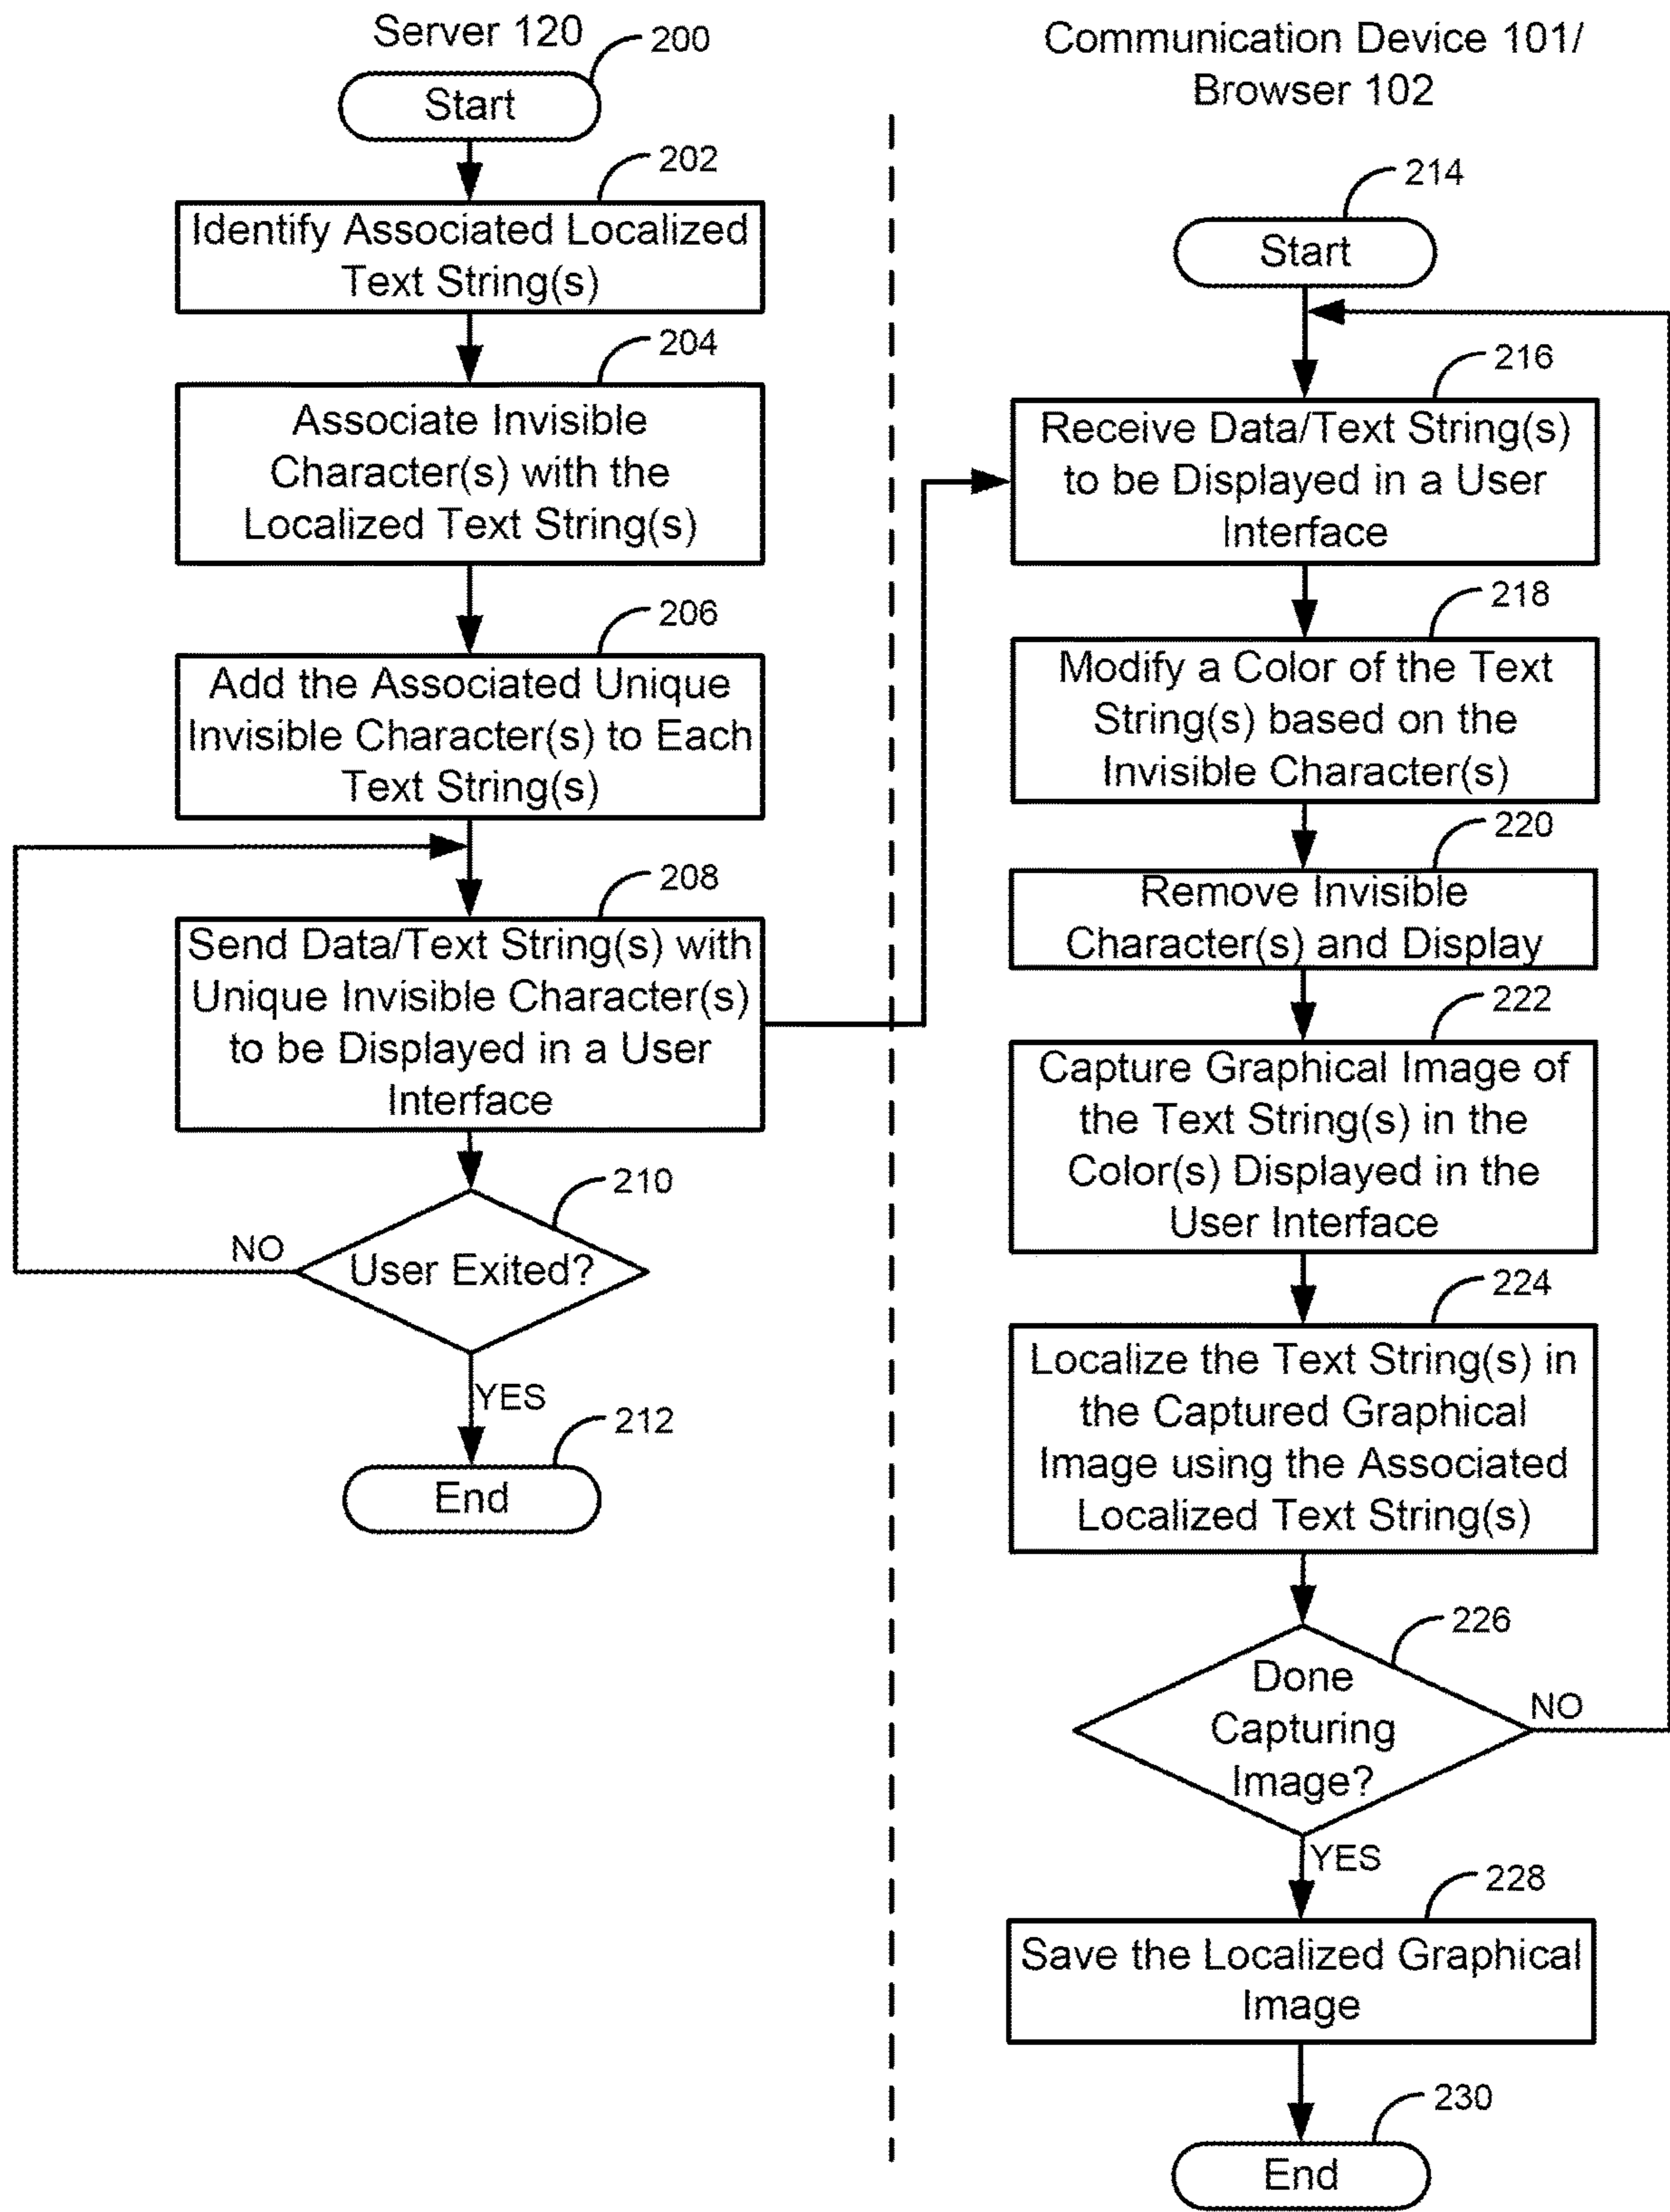 Server 120
200
Start
202
Identify Associated Localized
Text String(s)
204
Associate Invisible
Character(s) with the
Localized Text String(s)
206
Add the Associated Unique
Invisible Character(s) to Each
Text String(s)
208
Send Data/Text String(s) with
Unique Invisible Character(s)
to be Displayed in a User
Interface
210
NO
User Exited?
YES
212
End
Communication Device 101/
Browser 102
214
Start
216
Receive Data/Text String(s)
to be Displayed in a User
Interface
218
Modify a Color of the Text
String(s) based on the
Invisible Character(s)
220
Remove Invisible
Character(s) and Display
222
Capture Graphical Image of
the Text String(s) in the
Color(s) Displayed in the
User Interface
224
Localize the Text String(s) in
the Captured Graphical
Image using the Associated
Localized Text String(s)
226
Done
Capturing
Image?
NO
YES
228
Save the Localized Graphical
Image
230
End